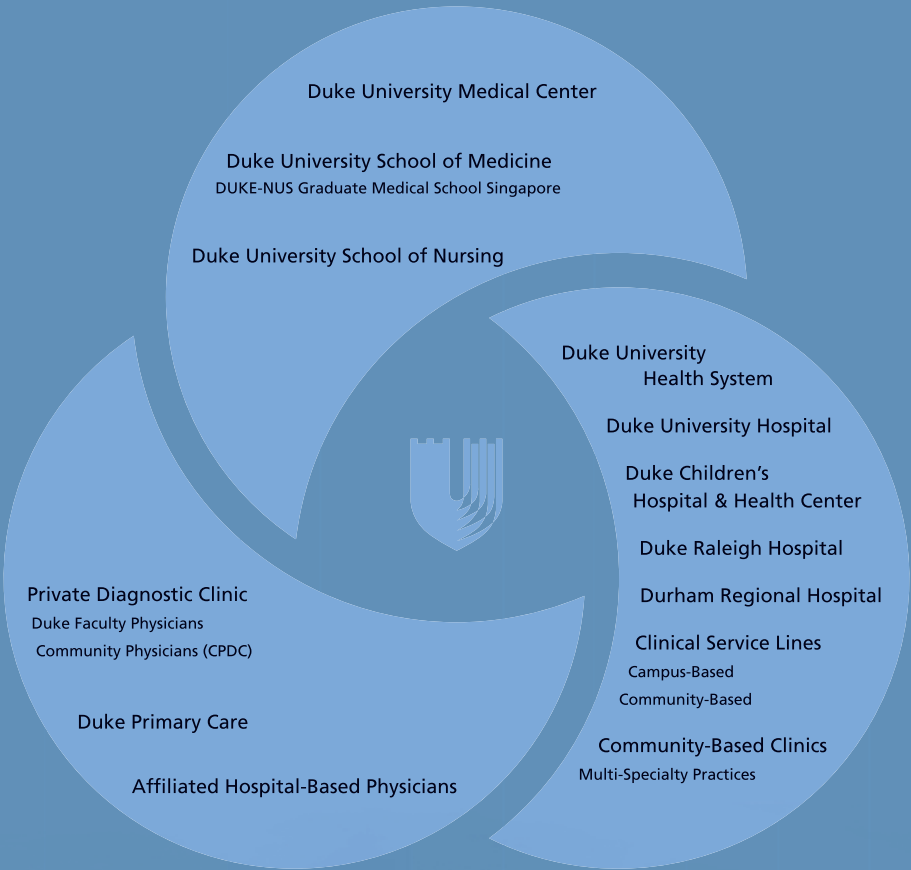 Duke University Medical Center
Duke University School of Medicine
DUKE-NUS Graduate Medical School Singapore
Duke University School of Nursing
Duke University
Health System
Duke University Hospital
Duke Children’s
Hospital & Health Center
Duke Raleigh Hospital
Durham Regional Hospital
Clinical Service Lines
Campus-Based
Community-Based
Community-Based Clinics
Multi-Specialty Practices
Private Diagnostic Clinic
Duke Faculty Physicians
Community Physicians (CPDC)
Duke Primary Care
Affiliated Hospital-Based Physicians